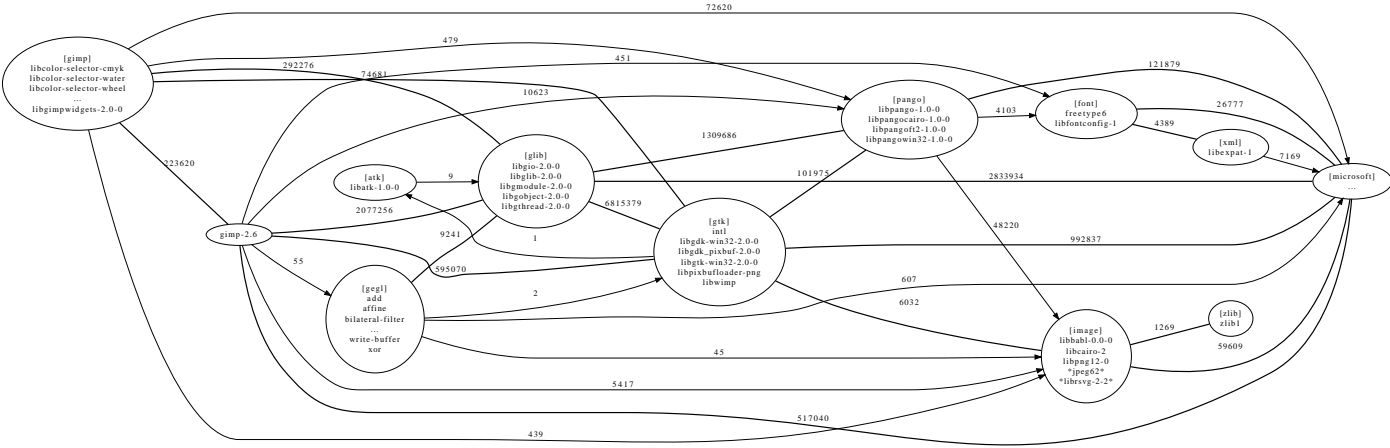 72620
479
451
121879
[gimp]
libcolor-selector-cmyk
libcolor-selector-water
libcolor-selector-wheel
...
libgimpwidgets-2.0-0
292276
74681
10623
[pango]
libpango-1.0-0
libpangocairo-1.0-0
libpangoft2-1.0-0
libpangowin32-1.0-0
4103
[font]
freetype6
libfontconfig-1
26777
4389
[xml]
libexpat-1
7169
1309686
223620
[atk]
libatk-1.0-0
9
[glib]
libgio-2.0-0
libglib-2.0-0
libgmodule-2.0-0
libgobject-2.0-0
libgthread-2.0-0
101975
2833934
[microsoft]
...
2077256
6815379
gimp-2.6
9241
1
[gtk]
intl
libgdk-win32-2.0-0
libgdk_pixbuf-2.0-0
libgtk-win32-2.0-0
libpixbufloader-png
libwimp
48220
992837
55
595070
607
[gegl]
add
affine
bilateral-filter
...
write-buffer
xor
2
6032
45
[image]
libbabl-0.0-0
libcairo-2
libpng12-0
*jpeg62*
*librsvg-2-2*
1269
[zlib]
zlib1
59609
5417
517040
439